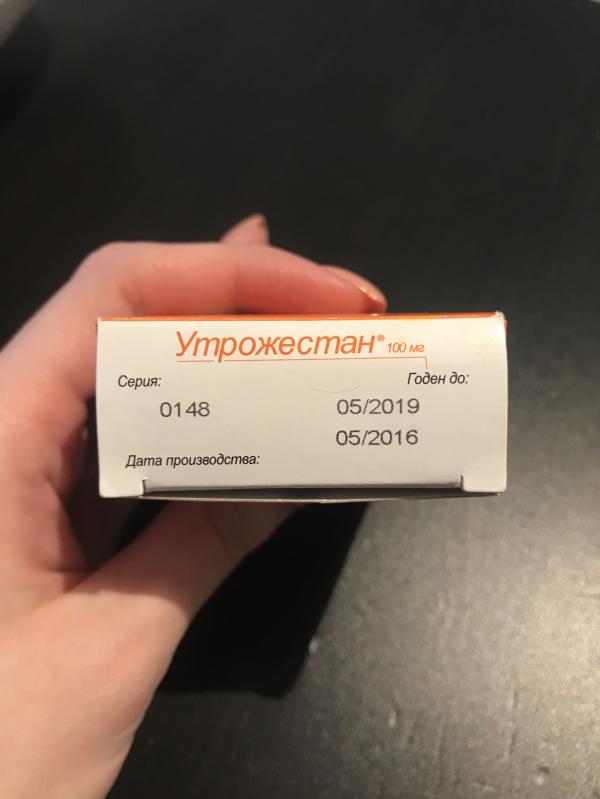 Утрожестан® 100 мг
Серия: Годен до:
0148 05/2019
05/2016
Дата производства: